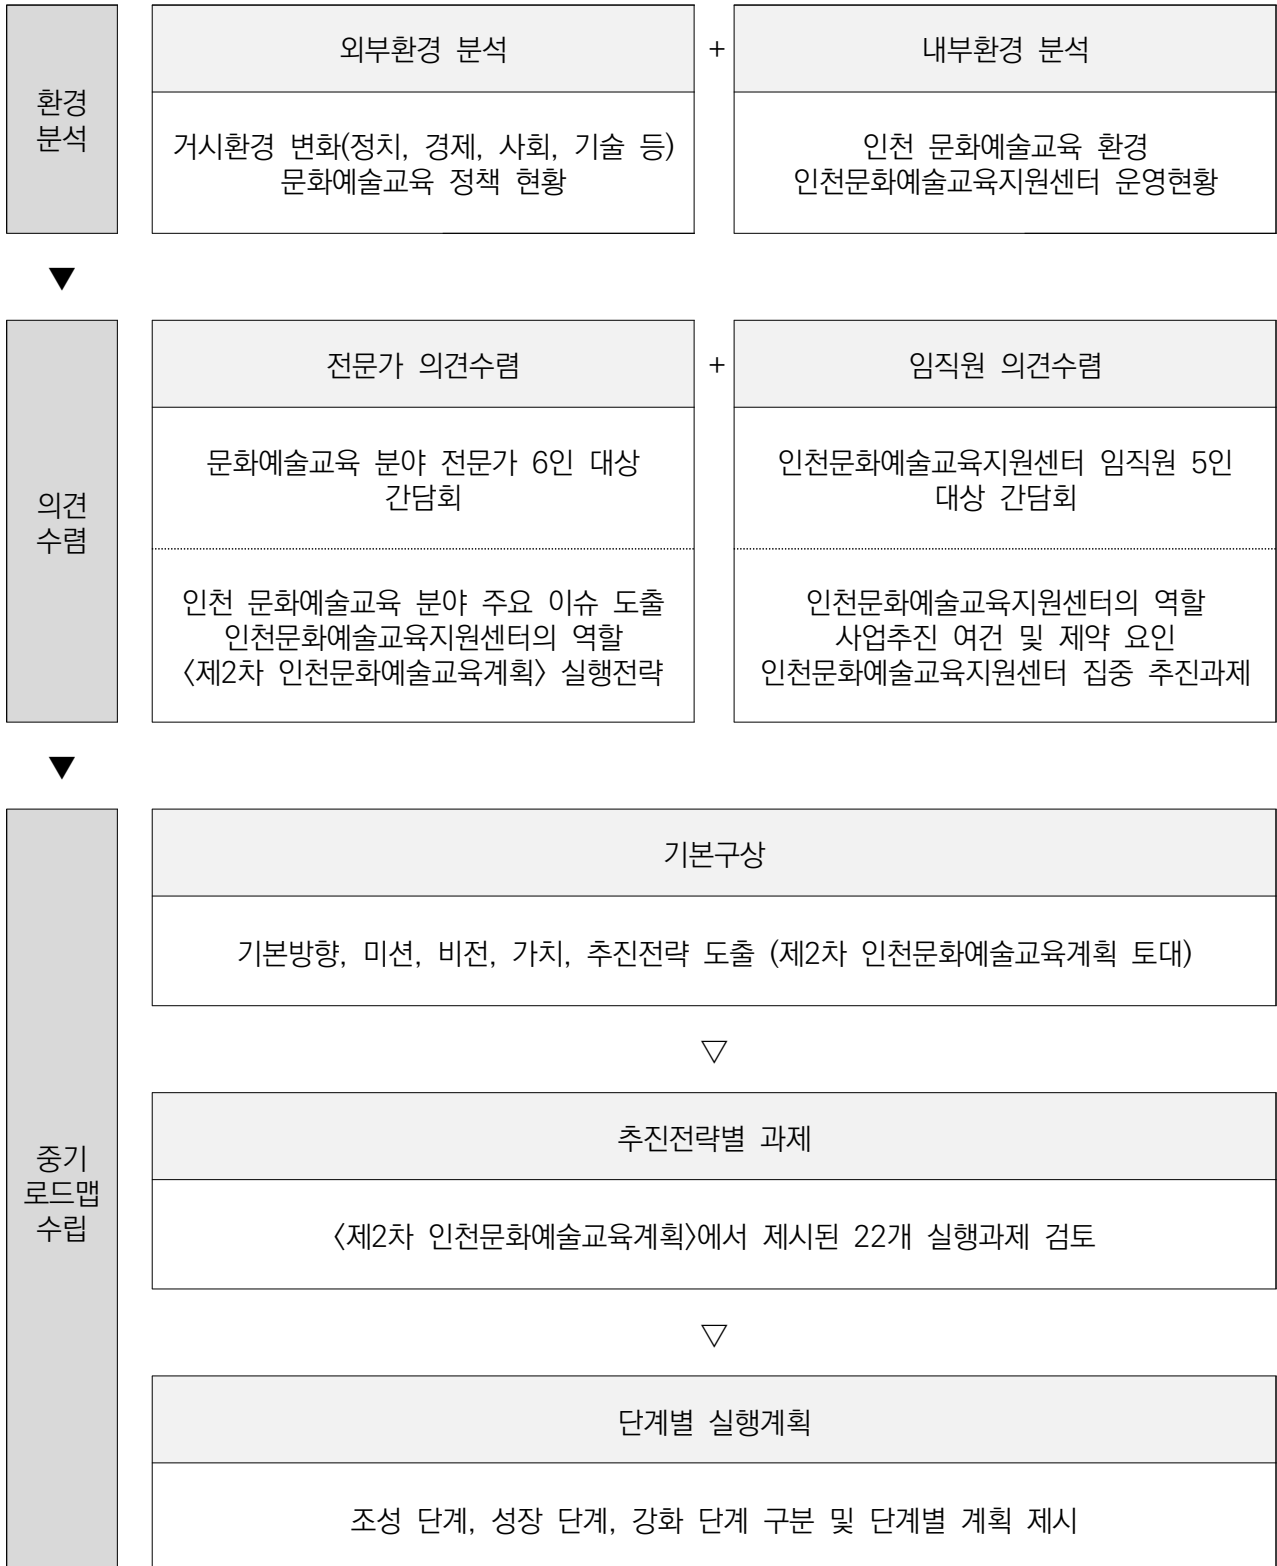 환경
분석
외부환경 분석
+
내부환경 분석
거시환경 변화(정치, 경제, 사회, 기술 등)
문화예술교육 정책 현황
인천 문화예술교육 환경
인천문화예술교육지원센터 운영현황
▼
의견
수렴
전문가 의견수렴
+
임직원 의견수렴
문화예술교육 분야 전문가 6인 대상
간담회
인천문화예술교육지원센터 임직원 5인
대상 간담회
인천 문화예술교육 분야 주요 이슈 도출
인천문화예술교육지원센터의 역할
〈제2차 인천문화예술교육계획〉 실행전략
인천문화예술교육지원센터의 역할
사업추진 여건 및 제약 요인
인천문화예술교육지원센터 집중 추진과제
▼
중기
로드맵
수립
기본구상
기본방향, 미션, 비전, 가치, 추진전략 도출 (제2차 인천문화예술교육계획 토대)
▽
추진전략별 과제
〈제2차 인천문화예술교육계획〉에서 제시된 22개 실행과제 검토
▽
단계별 실행계획
조성 단계, 성장 단계, 강화 단계 구분 및 단계별 계획 제시